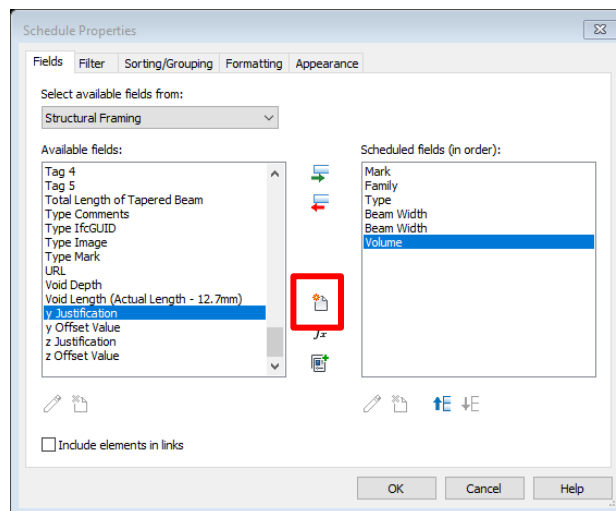 Schedule Properties
Fields Filter Sorting/Grouping Formatting Appearance
Select available fields from:
Structural Framing
Available fields:
Tag 4
Tag 5
Total Length of Tapered Beam
Type Comments
Type IfcGUID
Type Image
Type Mark
URL
Void Depth
Void Length (Actual Length - 12.7mm)
y Justification
y Offset Value
z Justification
z Offset Value
Scheduled fields (in order):
Mark
Family
Type
Beam Width
Beam Width
Volume
fx
Include elements in links
OK Cancel Help